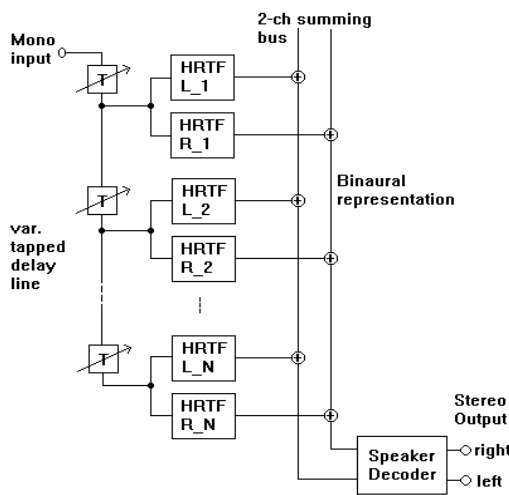 2-ch summing
bus
Mono
input
T
HRTF
L_1
HRTF
R_1
Binaural
representation
T
HRTF
L_2
HRTF
R_2
var.
tapped
delay
line
T
HRTF
L_N
HRTF
R_N
Stereo
Output
Speaker
Decoder
right
left